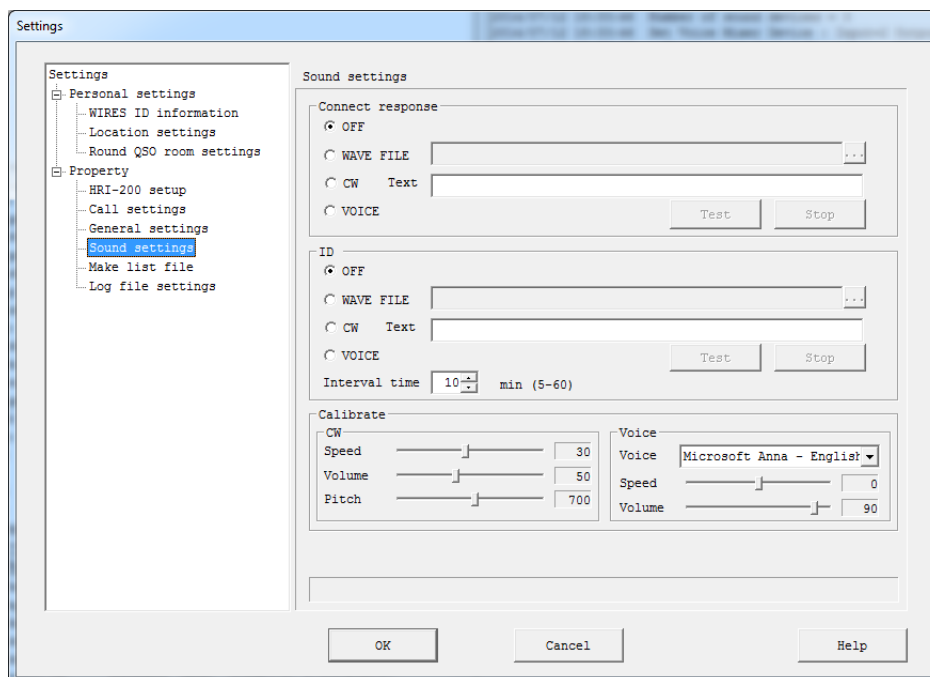 Settings
Settings
Personal settings
WIRES ID information
Location settings
Round QSO room settings
Property
HRI-200 setup
Call settings
General settings
Sound settings
Make list file
Log file settings
Sound settings
Connect response
OFF
WAVE FILE ...
CW Text
VOICE Test Stop
ID
OFF
WAVE FILE ...
CW Text
VOICE Test Stop
Interval time 10 min (5-60)
Calibrate
CW
Speed 30
Volume 50
Pitch 700
Voice
Voice Microsoft Anna - English
Speed 0
Volume 90
OK Cancel Help